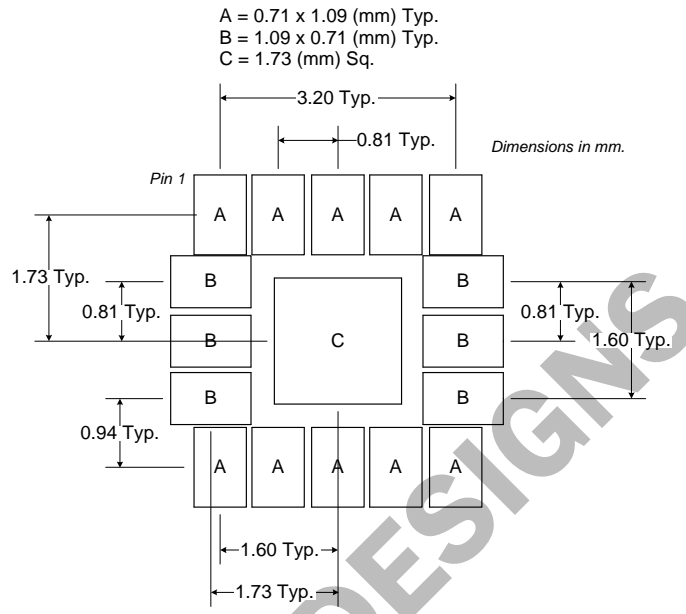 A = 0.71 x 1.09 (mm) Typ.
B = 1.09 x 0.71 (mm) Typ.
C = 1.73 (mm) Sq.
3.20 Typ.
0.81 Typ.
Dimensions in mm.
Pin 1
A A A A A
1.73 Typ.
B B
0.81 Typ. 0.81 Typ.
B C B
1.60 Typ.
B B
0.94 Typ.
A A A A A
1.60 Typ.
1.73 Typ.
DESIGNS